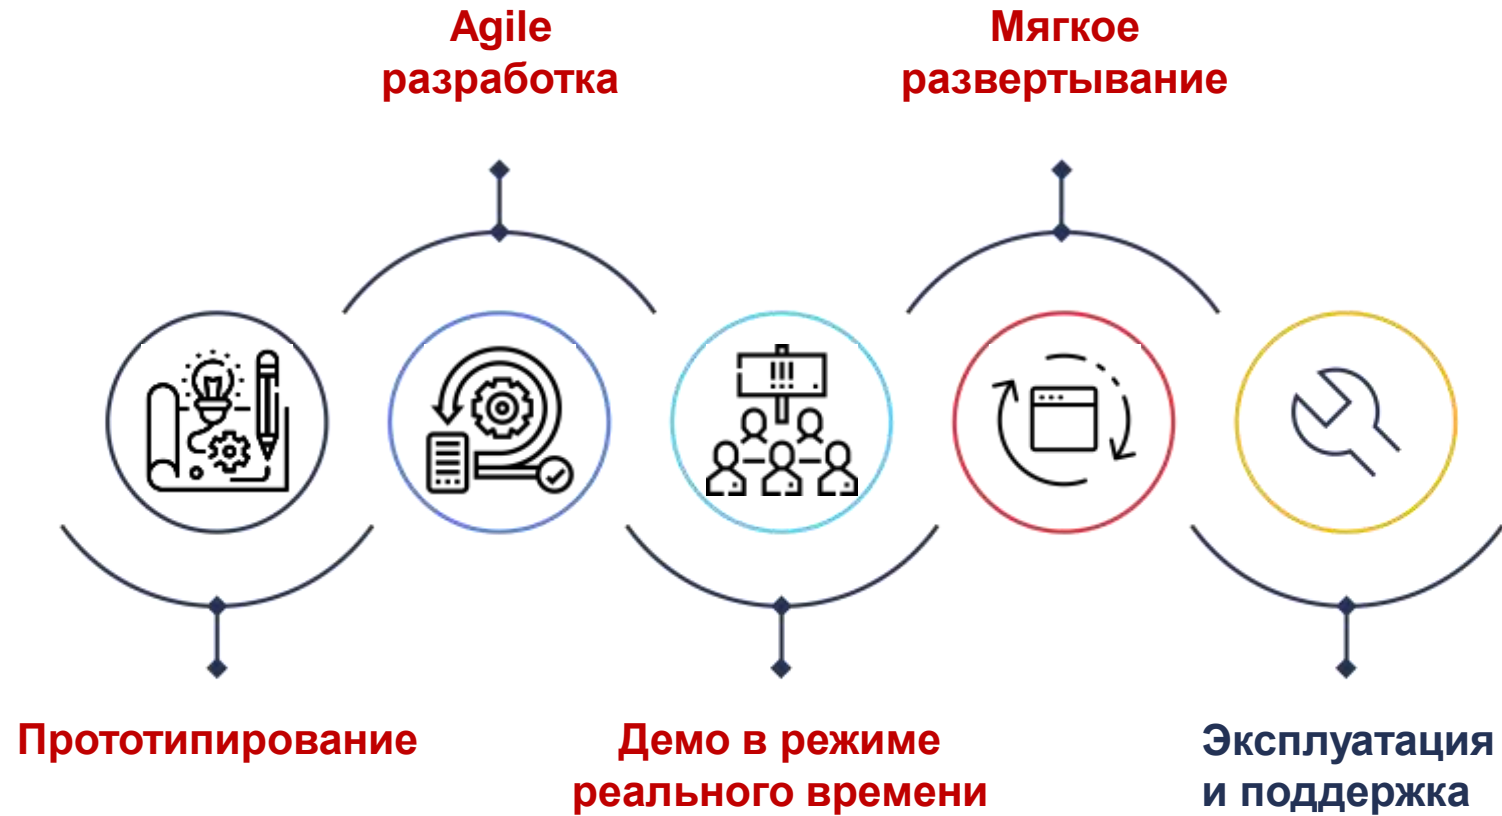 Agile
разработка
Мягкое
развертывание
Прототипирование
Демо в режиме
реального времени
Эксплуатация
и поддержка